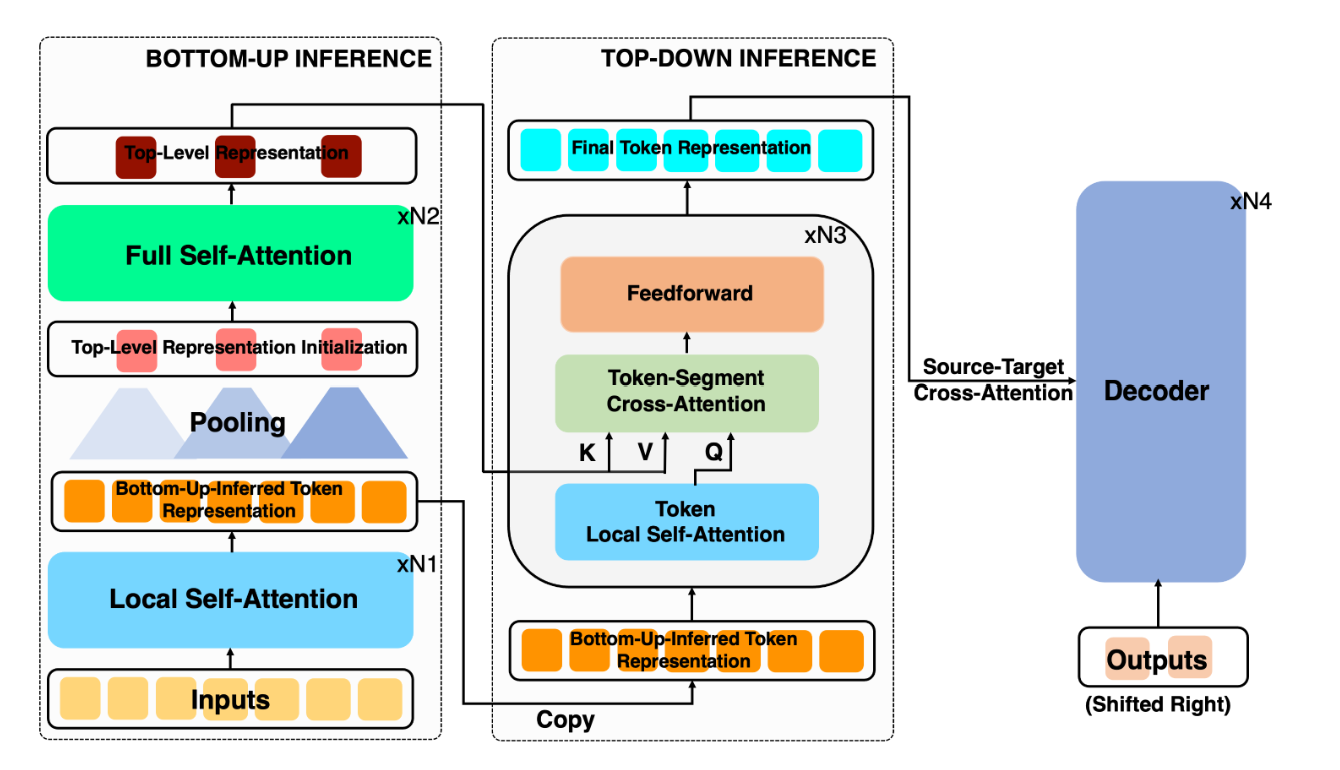 BOTTOM-UP INFERENCE
Top-Level Representation
xN2
Full Self-Attention
Top-Level Representation Initialization
Pooling
Bottom-Up-Inferred Token
Representation
xN1
Local Self-Attention
Inputs
Copy
TOP-DOWN INFERENCE
Final Token Representation
xN3
Feedforward
Token-Segment
Cross-Attention
K
V
Q
Token
Local Self-Attention
Bottom-Up-Inferred Token
Representation
Source-Target
Cross-Attention
xN4
Decoder
Outputs
(Shifted Right)